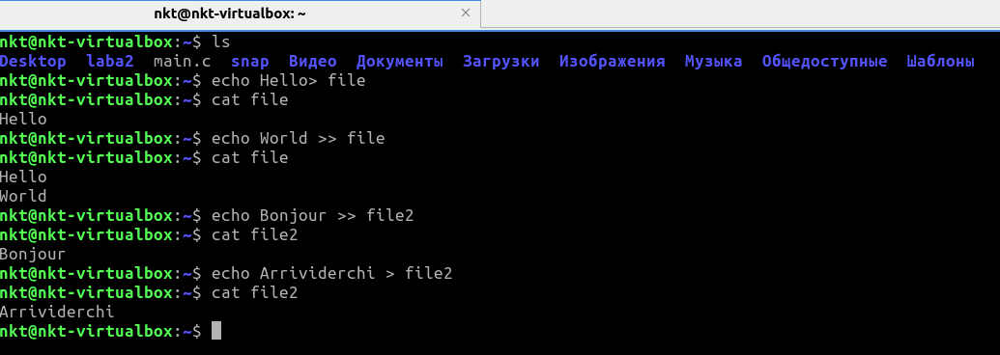 nkt@nkt-virtualbox: ~
nkt@nkt-virtualbox:~$ ls
Desktop laba2 main.c snap Видео Документы Загрузки Изображения Музыка Общедоступные Шаблоны
nkt@nkt-virtualbox:~$ echo Hello> file
nkt@nkt-virtualbox:~$ cat file
Hello
nkt@nkt-virtualbox:~$ echo World >> file
nkt@nkt-virtualbox:~$ cat file
Hello
World
nkt@nkt-virtualbox:~$ echo Bonjour >> file2
nkt@nkt-virtualbox:~$ cat file2
Bonjour
nkt@nkt-virtualbox:~$ echo Arrividerchi > file2
nkt@nkt-virtualbox:~$ cat file2
Arrividerchi
nkt@nkt-virtualbox:~$